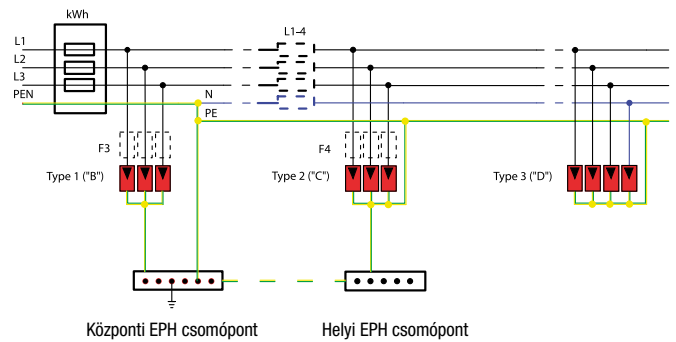 kWh
L1-4
L1
L2
L3
PEN
N
PE
F3
F4
Type 1 ("B")
Type 2 ("C")
Type 3 ("D")
Központi EPH csomópont
Helyi EPH csomópont